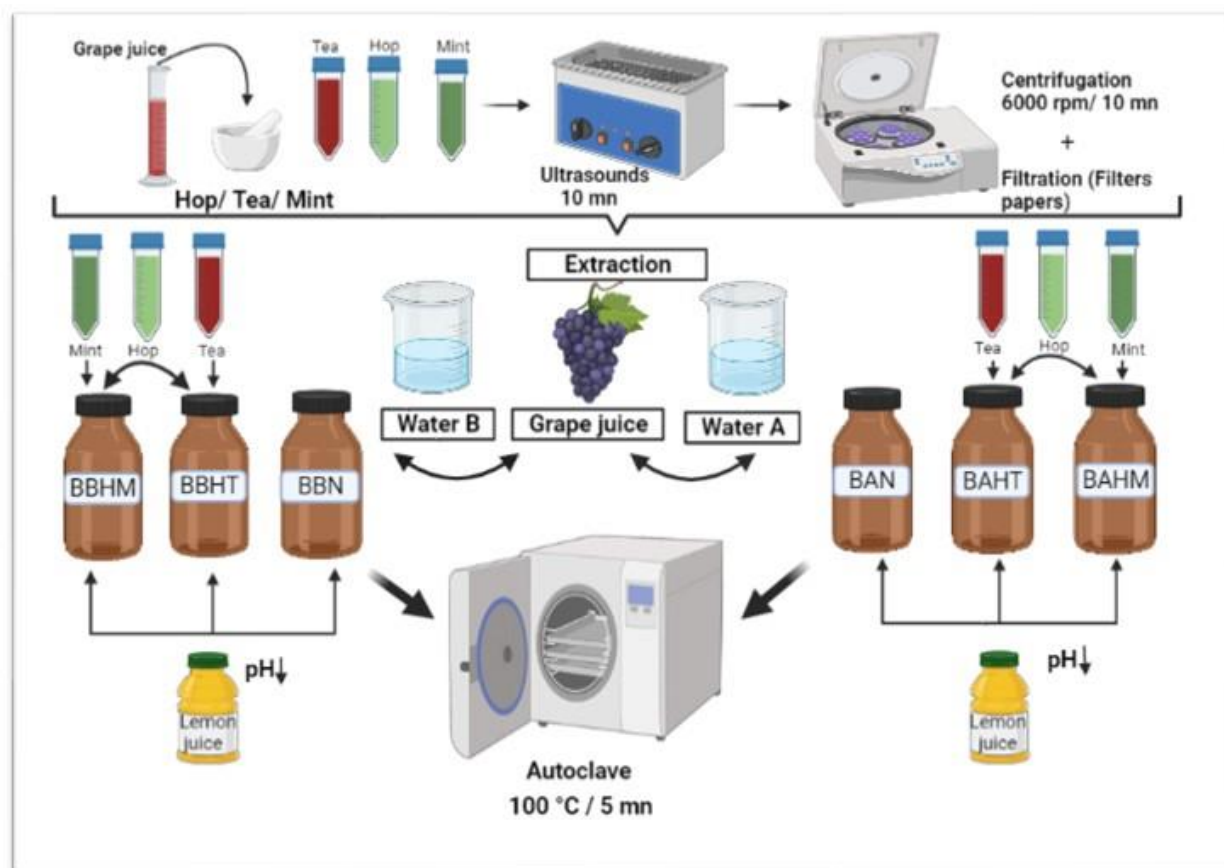 Grape juice
Tea
Hop
Mint
Hop/ Tea/ Mint
Ultrasounds
10 mn
Centrifugation
6000 rpm/ 10 mn
+
Filtration (Filters
papers)
Extraction
Mint
Hop
Tea
Tea
Hop
Mint
Water B
Grape juice
Water A
BBHM
BBHT
BBN
BAN
BAHT
BAHM
pH↓
Lemon
juice
pH↓
Lemon
juice
Autoclave
100 °C / 5 mn